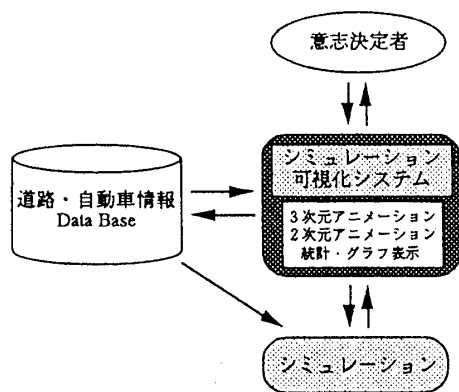 意志決定者
シミュレーション
可視化システム
3次元アニメーション
2次元アニメーション
統計・グラフ表示
道路・自動車情報
Data Base
シミュレーション